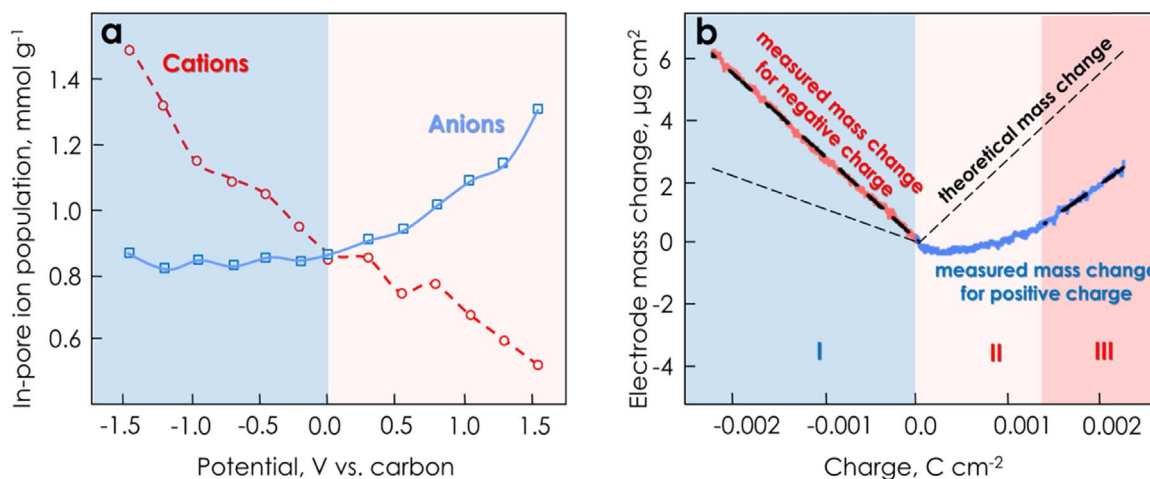 a
Cations
Anions
In-pore ion population, mmol g⁻¹
1.4
1.2
1.0
0.8
0.6
-1.5
-1.0
-0.5
0.0
0.5
1.0
1.5
Potential, V vs. carbon
b
measured mass change
for negative charge
theoretical mass change
measured mass change
for positive charge
I
II
III
Electrode mass change, µg cm²
6
4
2
0
-2
-4
-0.002
-0.001
0.0
0.001
0.002
Charge, C cm⁻²